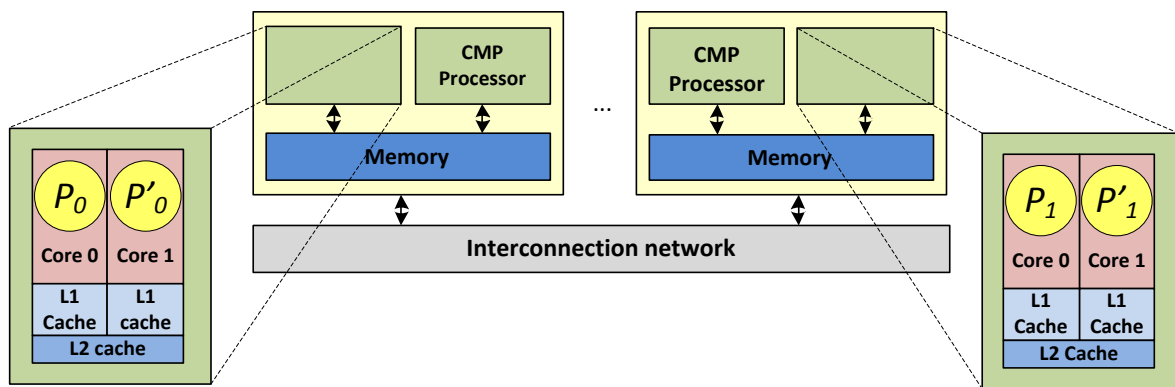 CMP
Processor
CMP
Processor
...
Memory
Memory
Interconnection network
P0
P'0
Core 0
Core 1
L1
Cache
L1
cache
L2 cache
P1
P'1
Core 0
Core 1
L1
Cache
L1
Cache
L2 Cache